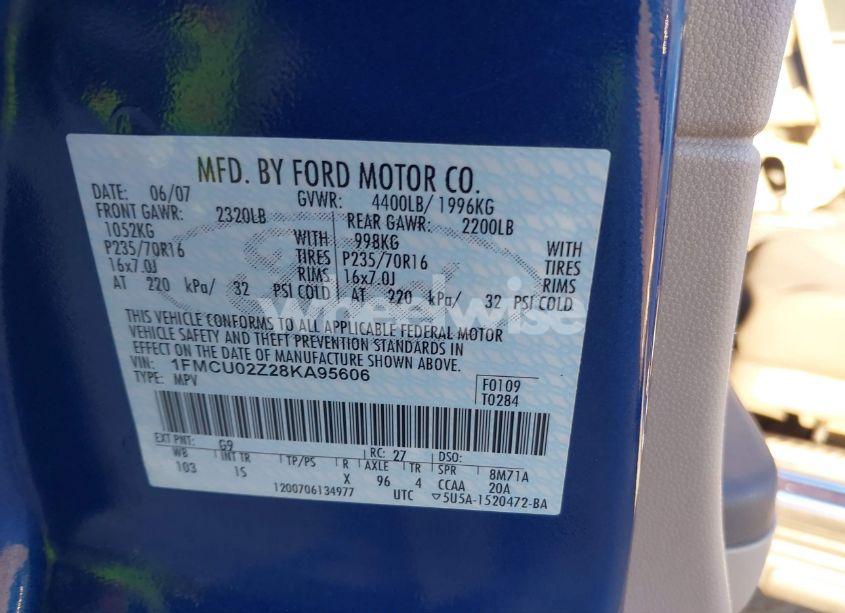 MFD. BY FORD MOTOR CO.
DATE: 06/07 GVWR: 4400LB/ 1996KG
FRONT GAWR: 2320LB REAR GAWR: 2200LB
1052KG WITH 998KG WITH
P235/70R16 TIRES P235/70R16 TIRES
16x7.0J RIMS 16x7.0J RIMS
AT 220 kPa/ 32 PSI COLD AT 220 kPa/ 32 PSI COLD
wheelwise
THIS VEHICLE CONFORMS TO ALL APPLICABLE FEDERAL MOTOR
VEHICLE SAFETY AND THEFT PREVENTION STANDARDS IN
EFFECT ON THE DATE OF MANUFACTURE SHOWN ABOVE.
VIN: 1FMCU02Z28KA95606
TYPE: MPV
F0109
T0284
EXT PNT: G9 RC: 27 DSO:
WB INT TR TP/PS R AXLE TR SPR 8M71A
103 IS X 96 4 CCAA 20A
1200706134977 UTC ▽5U5A-1520472-BA